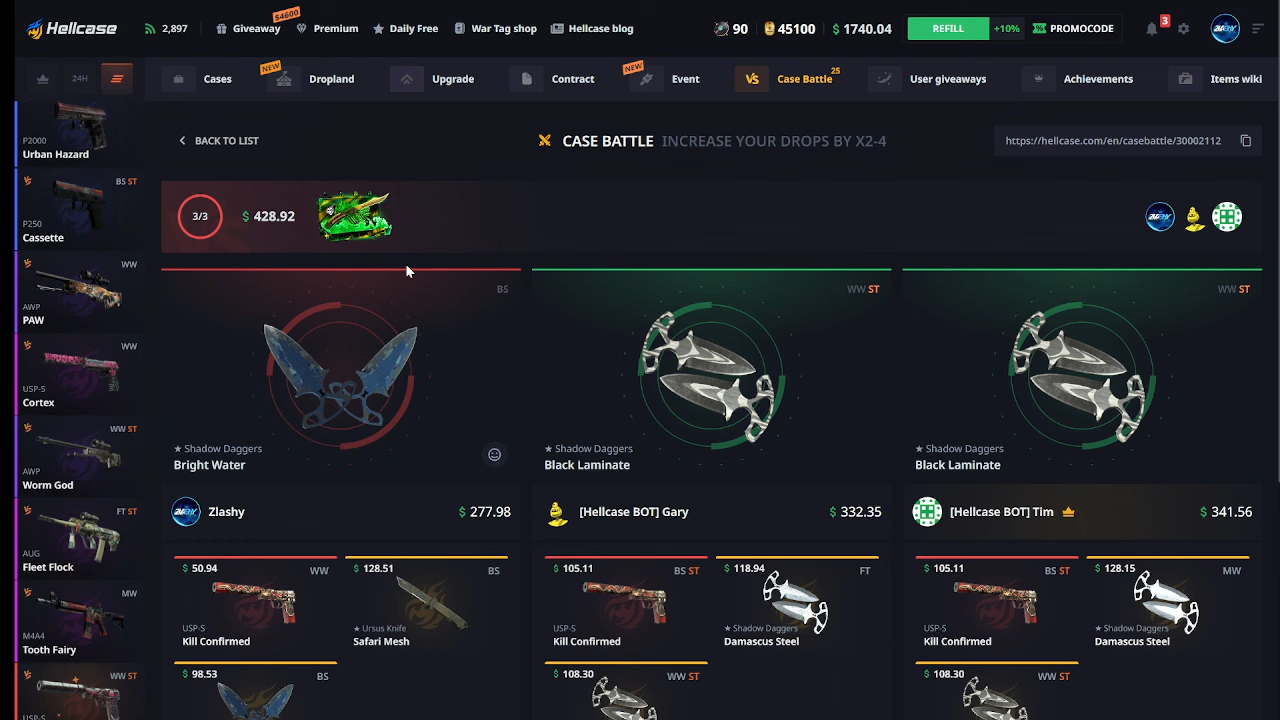 Hellcase
2,897
Giveaway
$4600
Premium
Daily Free
War Tag shop
Hellcase blog
90
45100
$ 1740.04
REFILL
+10%
PROMOCODE
3
24H
Cases
NEW
Dropland
Upgrade
Contract
NEW
Event
VS
Case Battle
25
User giveaways
Achievements
Items wiki
P2000
Urban Hazard
BS ST
P250
Cassette
WW
AWP
PAW
WW
USP-S
Cortex
WW ST
AWP
Worm God
FT ST
AUG
Fleet Flock
MW
M4A4
Tooth Fairy
WW ST
USP-S
BACK TO LIST
CASE BATTLE INCREASE YOUR DROPS BY X2-4
https://hellcase.com/en/casebattle/30002112
3/3
$ 428.92
BS
★ Shadow Daggers
Bright Water
Zlashy
$ 277.98
WW ST
★ Shadow Daggers
Black Laminate
[Hellcase BOT] Gary
$ 332.35
WW ST
★ Shadow Daggers
Black Laminate
[Hellcase BOT] Tim
$ 341.56
$ 50.94
WW
USP-S
Kill Confirmed
$ 128.51
BS
★ Ursus Knife
Safari Mesh
$ 105.11
BS ST
USP-S
Kill Confirmed
$ 118.94
FT
★ Shadow Daggers
Damascus Steel
$ 105.11
BS ST
USP-S
Kill Confirmed
$ 128.15
MW
★ Shadow Daggers
Damascus Steel
$ 98.53
BS
$ 108.30
WW ST
$ 108.30
WW ST